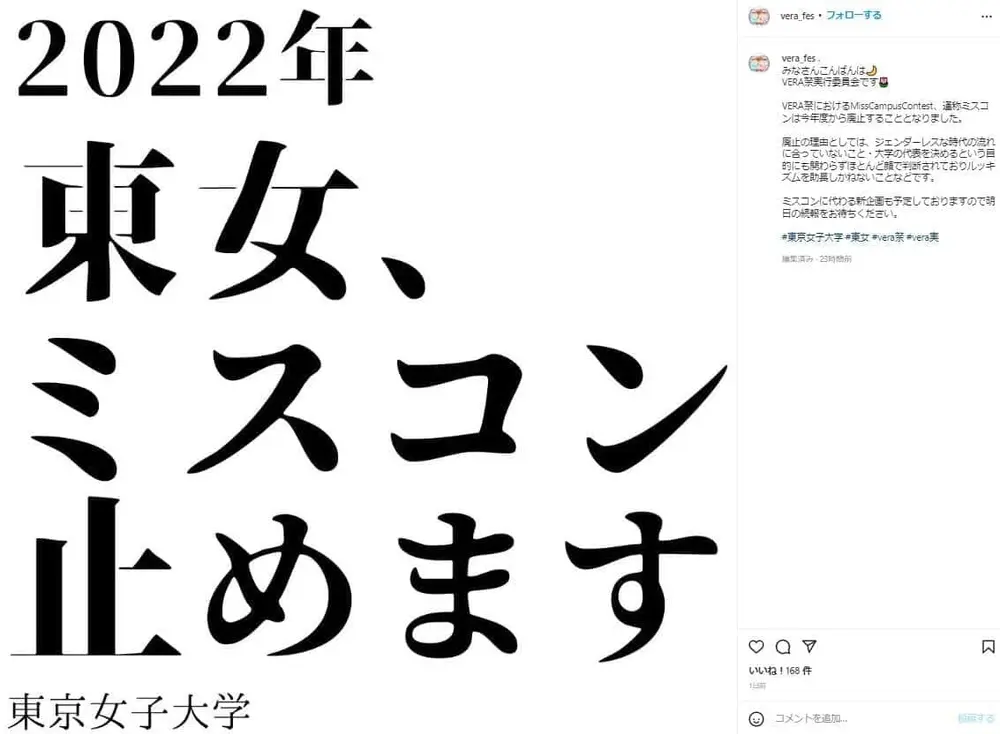 2022年
東女、
ミスコン
止めます
東京女子大学
vera_fes • フォローする
vera_fes .
みなさんこんばんは🌙
VERA祭実行委員会です
VERA祭におけるMissCampusContest、通称ミスコ
ンは今年度から廃止することとなりました。
廃止の理由としては、ジェンダーレスな時代の流れ
に合っていないこと・大学の代表を決めるという目
的にも関わらずほとんど顔で判断されておりルッキ
ズムを助長しかねないことなどです。
ミスコンに代わる新企画も予定しておりますので明
日の続報をお待ちください。
#東京女子大学 #東女 #vera祭 #vera実
編集済み・23時間前
いいね！168 件
1日前
コメントを追加...
投稿する